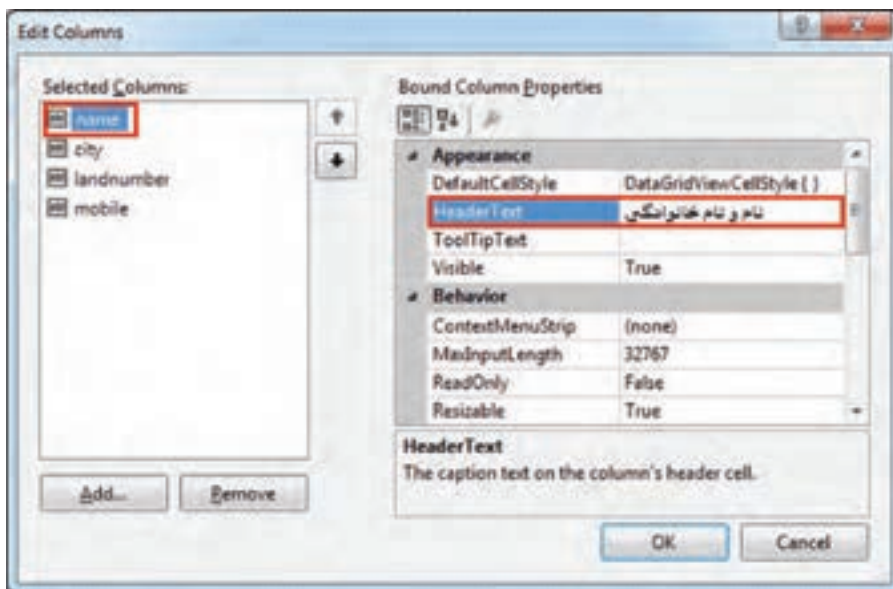 Edit Columns
Selected Columns:
name
city
landnumber
mobile
Add...
Remove
Bound Column Properties
Appearance
DefaultCellStyle DataGridViewCellStyle { }
HeaderText نام و نام خانوادگی
ToolTipText
Visible True
Behavior
ContextMenuStrip (none)
MaxInputLength 32767
ReadOnly False
Resizable True
HeaderText
The caption text on the column's header cell.
OK Cancel